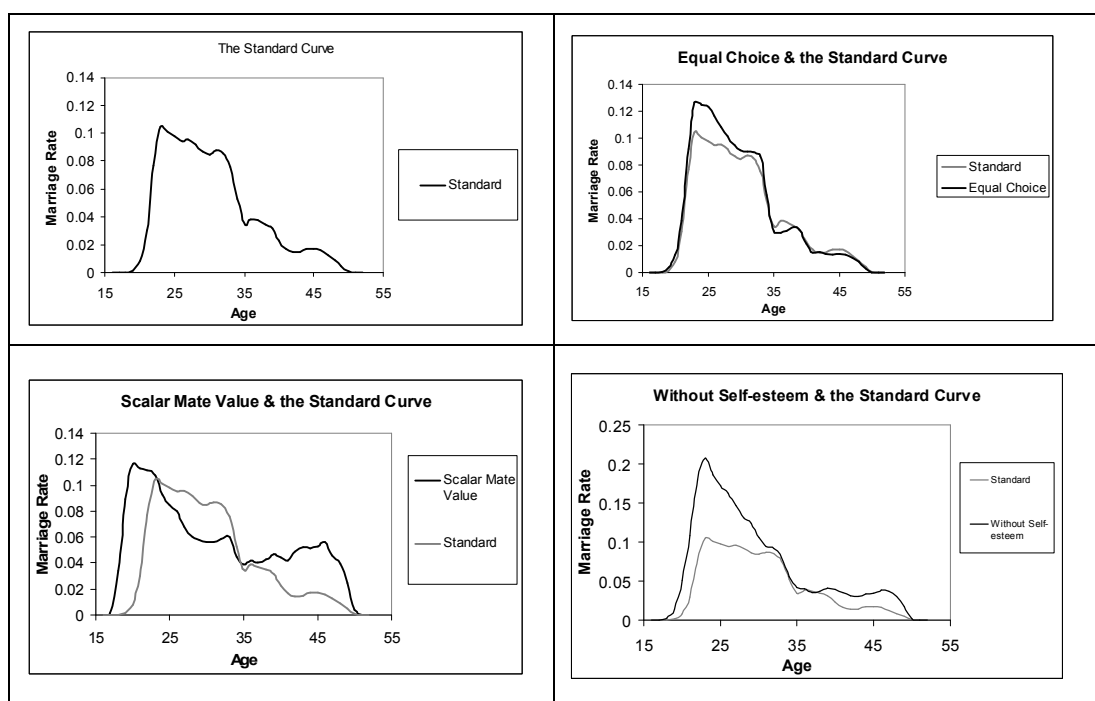 The Standard Curve
0.14
0.12
0.1
0.08
0.06
0.04
0.02
0
Marriage Rate
15 25 35 45 55
Age
Standard
Equal Choice & the Standard Curve
0.14
0.12
0.1
0.08
0.06
0.04
0.02
0
Marriage Rate
15 25 35 45 55
Age
Standard
Equal Choice
Scalar Mate Value & the Standard Curve
0.14
0.12
0.1
0.08
0.06
0.04
0.02
0
Marriage Rate
15 25 35 45 55
Age
Scalar Mate
Value
Standard
Without Self-esteem & the Standard Curve
0.25
0.2
0.15
0.1
0.05
0
Marriage Rate
15 25 35 45 55
Age
Standard
Without Self-
esteem